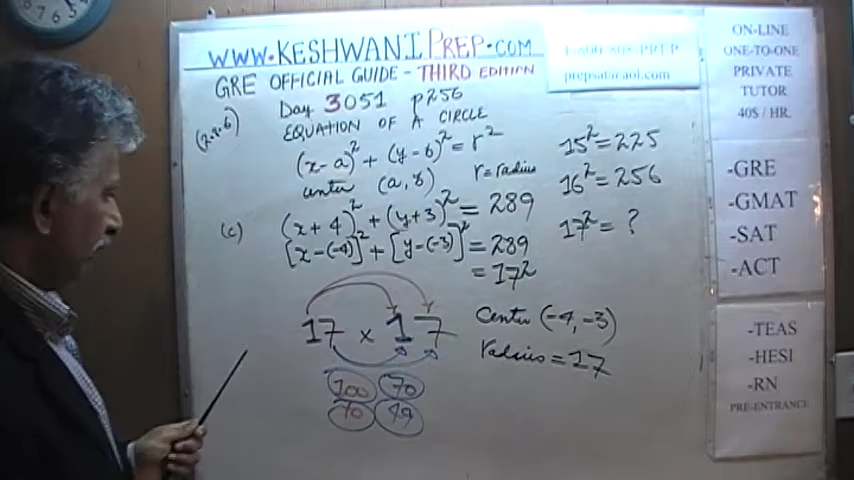 WWW.KESHWANIPREP.COM
GRE OFFICIAL GUIDE - THIRD EDITION
Day 3051 p256
EQUATION OF A CIRCLE
(x-a)² + (y-b)² = r²
center (a, b) r = radius
(c) (x+4)² + (y+3)² = 289
[x-(-4)]² + [y-(-3)]² = 289
= 17²
17 x 17
100 70
70 49
15² = 225
16² = 256
17² = ?
Center (-4, -3)
radius = 17
prepsat@aol.com
ON-LINE
ONE-TO-ONE
PRIVATE
TUTOR
40$ / HR.
-GRE
-GMAT
-SAT
-ACT
-TEAS
-HESI
-RN
PRE-ENTRANCE